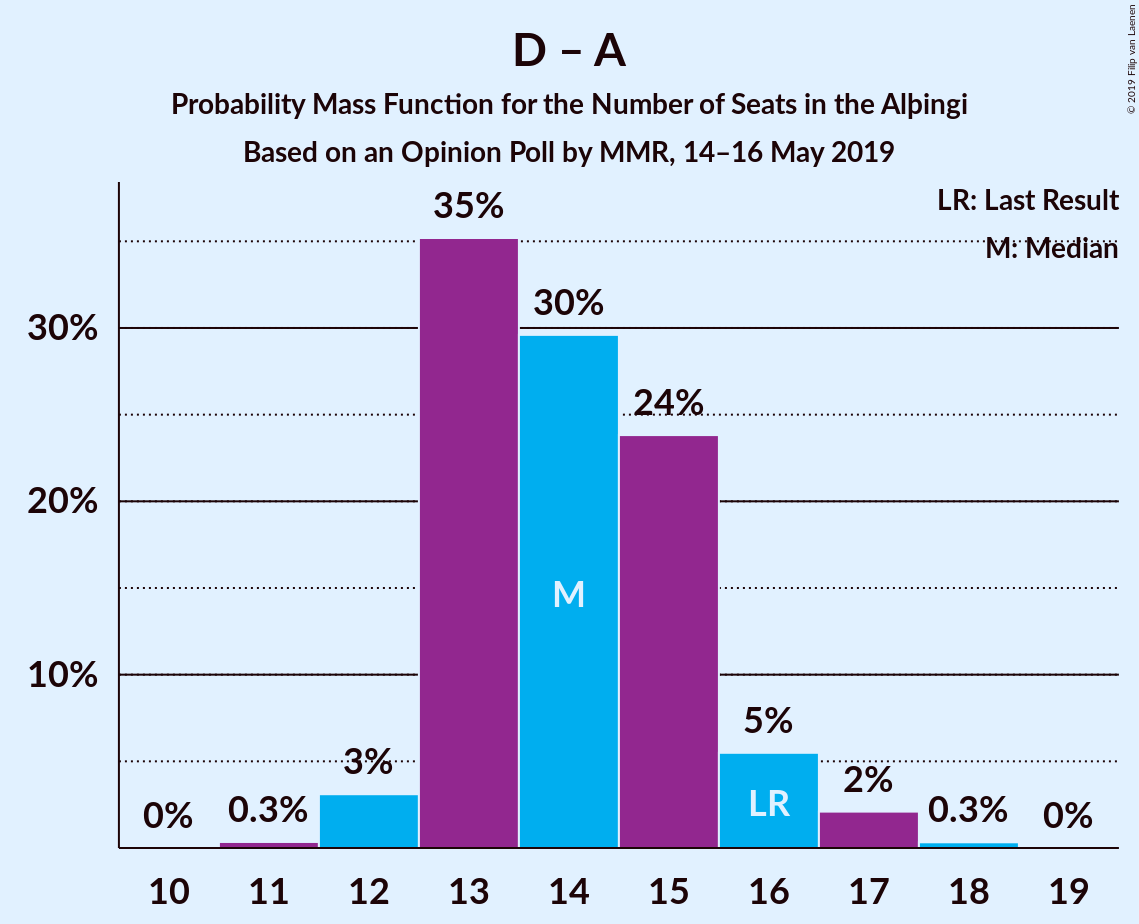 D – A
Probability Mass Function for the Number of Seats in the Alþingi
Based on an Opinion Poll by MMR, 14–16 May 2019
© 2019 Filip van Laenen
LR: Last Result
M: Median
35%
30%
24%
5%
3%
2%
0%
0.3%
0.3%
0%
M
LR
30%
20%
10%
10 11 12 13 14 15 16 17 18 19